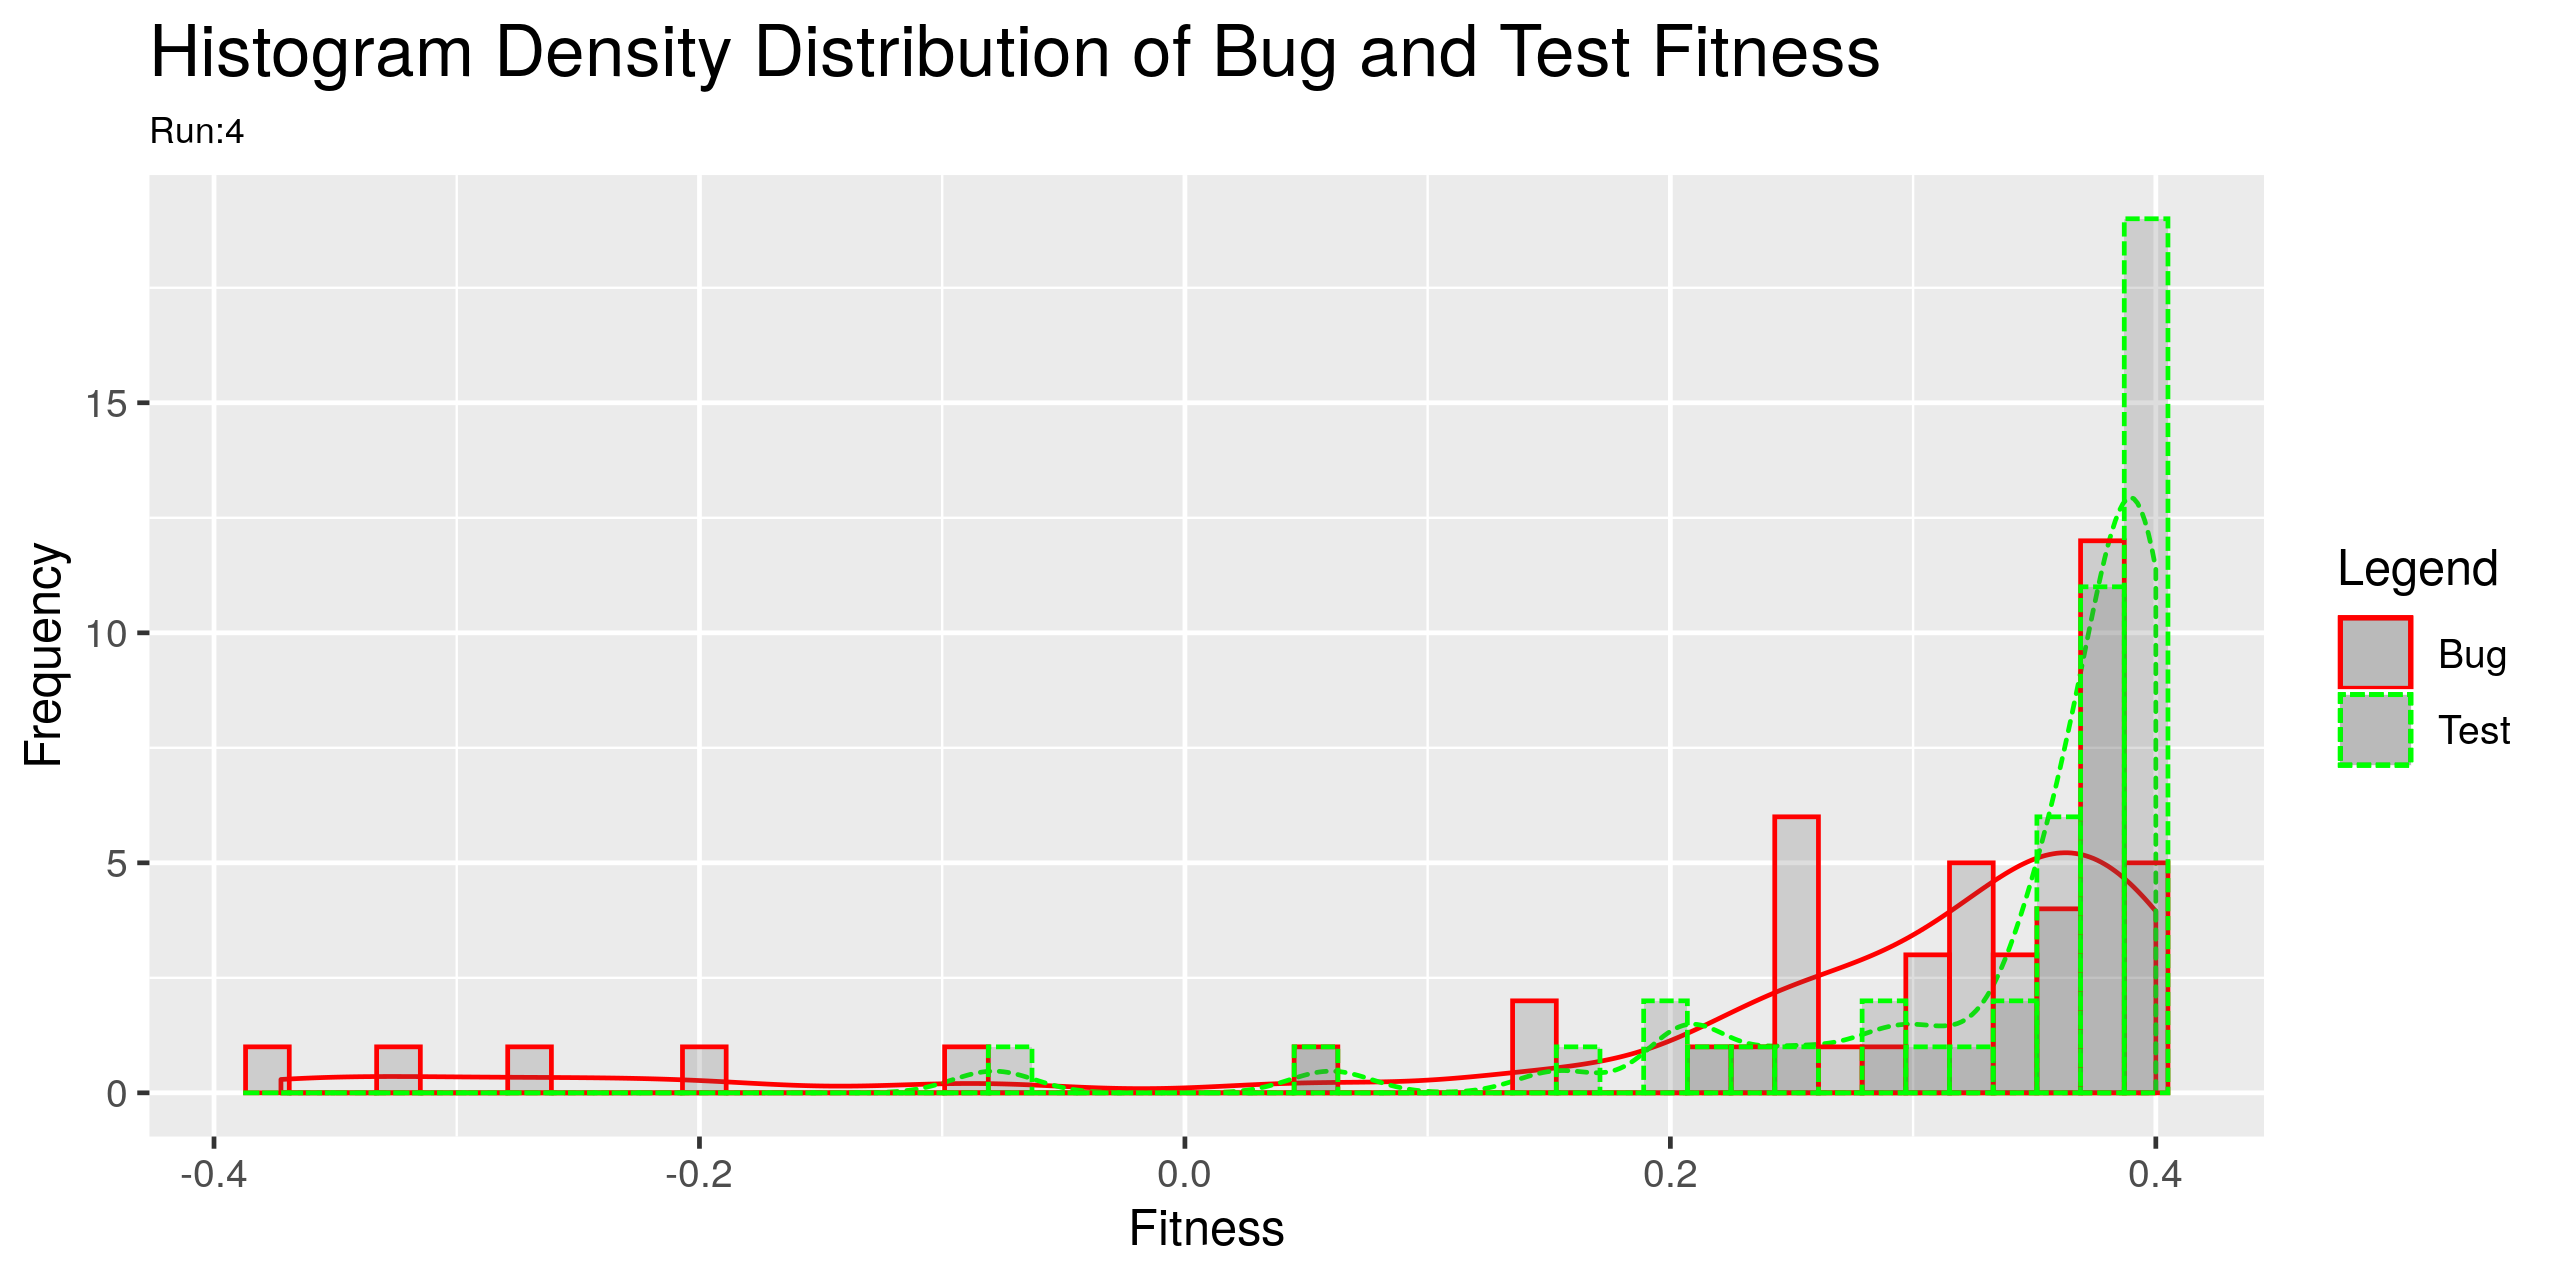 Histogram Density Distribution of Bug and Test Fitness
Run:4
Frequency
15
10
5
0
-0.4 -0.2 0.0 0.2 0.4
Fitness
Legend
Bug
Test